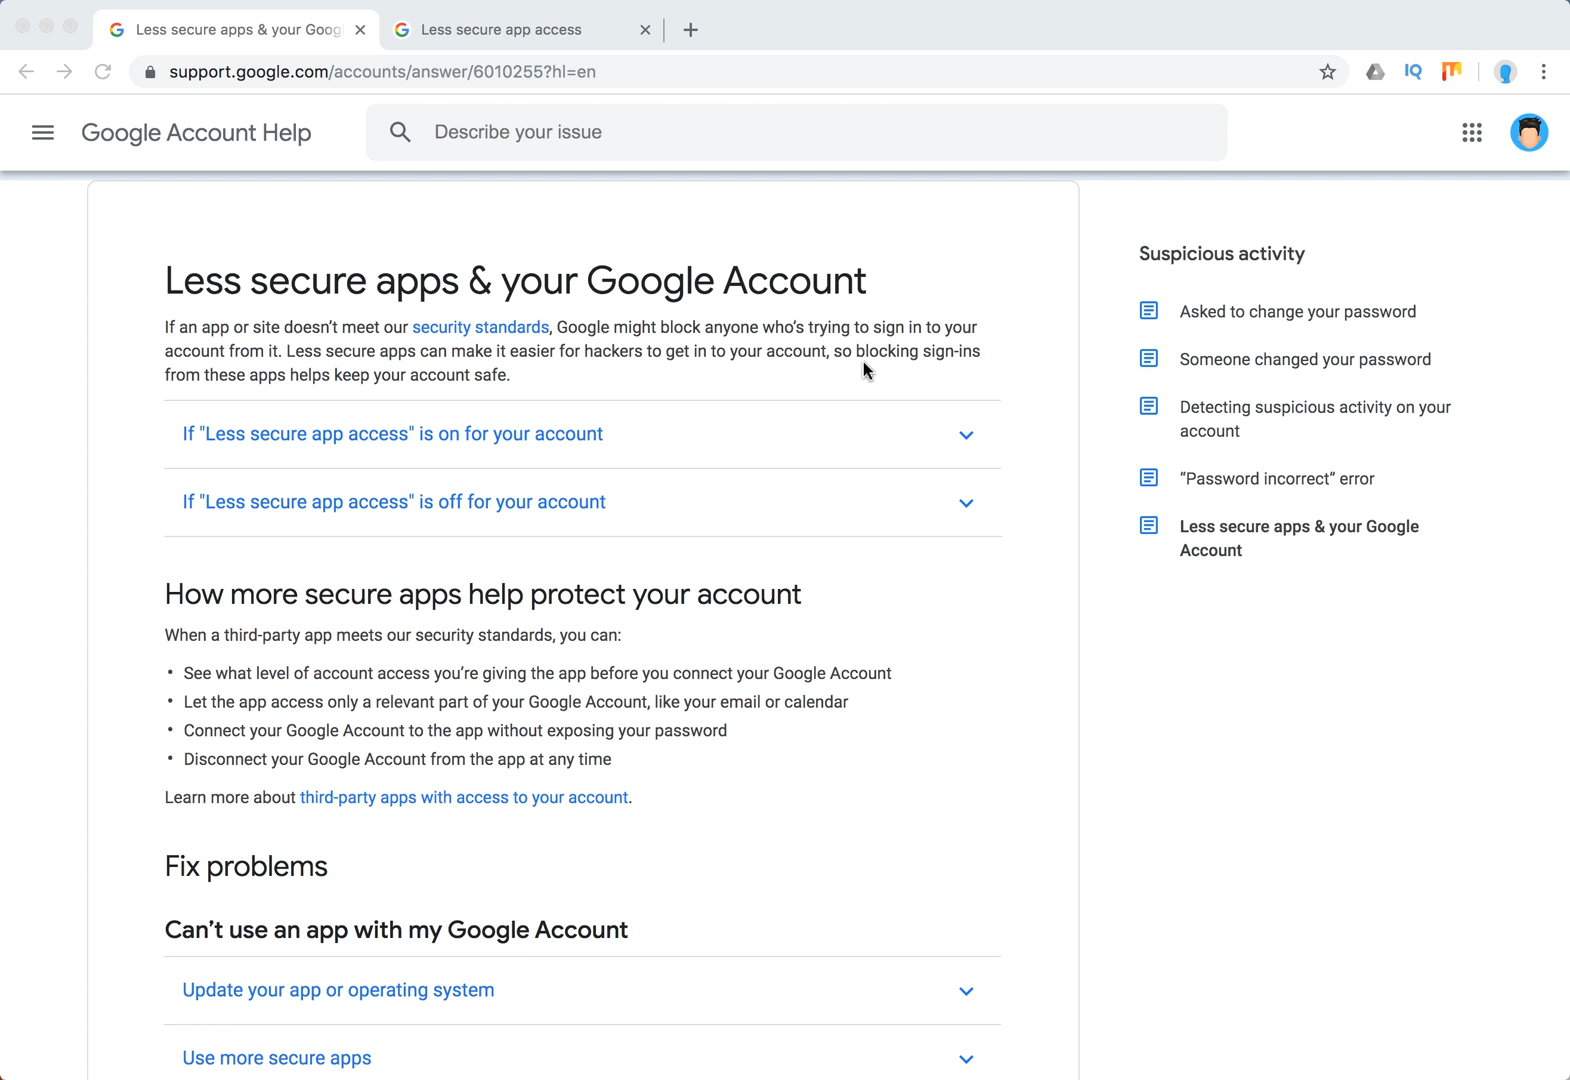 Less secure apps & your Goog
Less secure app access
support.google.com/accounts/answer/6010255?hl=en
IQ
Google Account Help
Describe your issue
Less secure apps & your Google Account
If an app or site doesn’t meet our security standards, Google might block anyone who’s trying to sign in to your
account from it. Less secure apps can make it easier for hackers to get in to your account, so blocking sign-ins
from these apps helps keep your account safe.
If "Less secure app access" is on for your account
If "Less secure app access" is off for your account
How more secure apps help protect your account
When a third-party app meets our security standards, you can:
• See what level of account access you’re giving the app before you connect your Google Account
• Let the app access only a relevant part of your Google Account, like your email or calendar
• Connect your Google Account to the app without exposing your password
• Disconnect your Google Account from the app at any time
Learn more about third-party apps with access to your account.
Fix problems
Can’t use an app with my Google Account
Update your app or operating system
Use more secure apps
Suspicious activity
Asked to change your password
Someone changed your password
Detecting suspicious activity on your
account
“Password incorrect” error
Less secure apps & your Google
Account